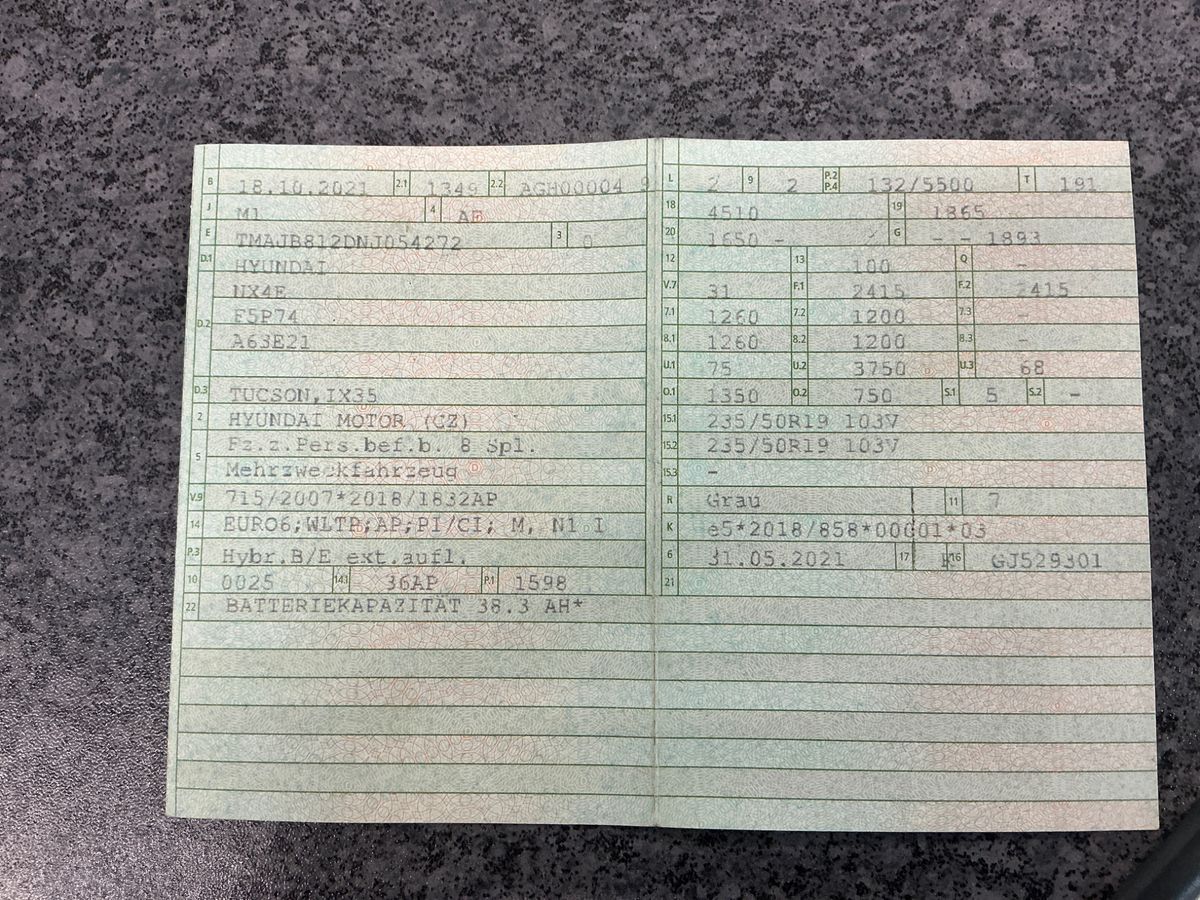 B 18.10.2021 2.1 1349 2.2 AGH00004 9
J M1 4 AF
E TMAJB812DNJ054272 3 0
D.1 HYUNDAI
NX4E
D.2 F5P74
A63E21
D.3 TUCSON,IX35
2 HYUNDAI MOTOR (CZ)
5 Fz.z.Pers.bef.b. 8 Spl.
Mehrzweckfahrzeug
V.9 715/2007*2018/1832AP
14 EURO6;WLTP;AP;PI/CI; M, N1 I
P.3 Hybr.B/E ext.aufl.
10 0025 14.1 36AP P.1 1598
22 BATTERIEKAPAZITÄT 38.3 AH*
L 2 9 2 P.2 P.4 132/5500 T 191
18 4510 19 1865
20 1650 - G - - 1893
12 13 100 Q -
V.7 31 F.1 2415 F.2 2415
7.1 1260 7.2 1200 7.3 -
8.1 1260 8.2 1200 8.3 -
U.1 75 U.2 3750 U.3 68
O.1 1350 O.2 750 S.1 5 S.2 -
15.1 235/50R19 103V
15.2 235/50R19 103V
15.3 -
R Grau 11 7
K e5*2018/858*00001*03
6 31.05.2021 17 16 GJ529301
21